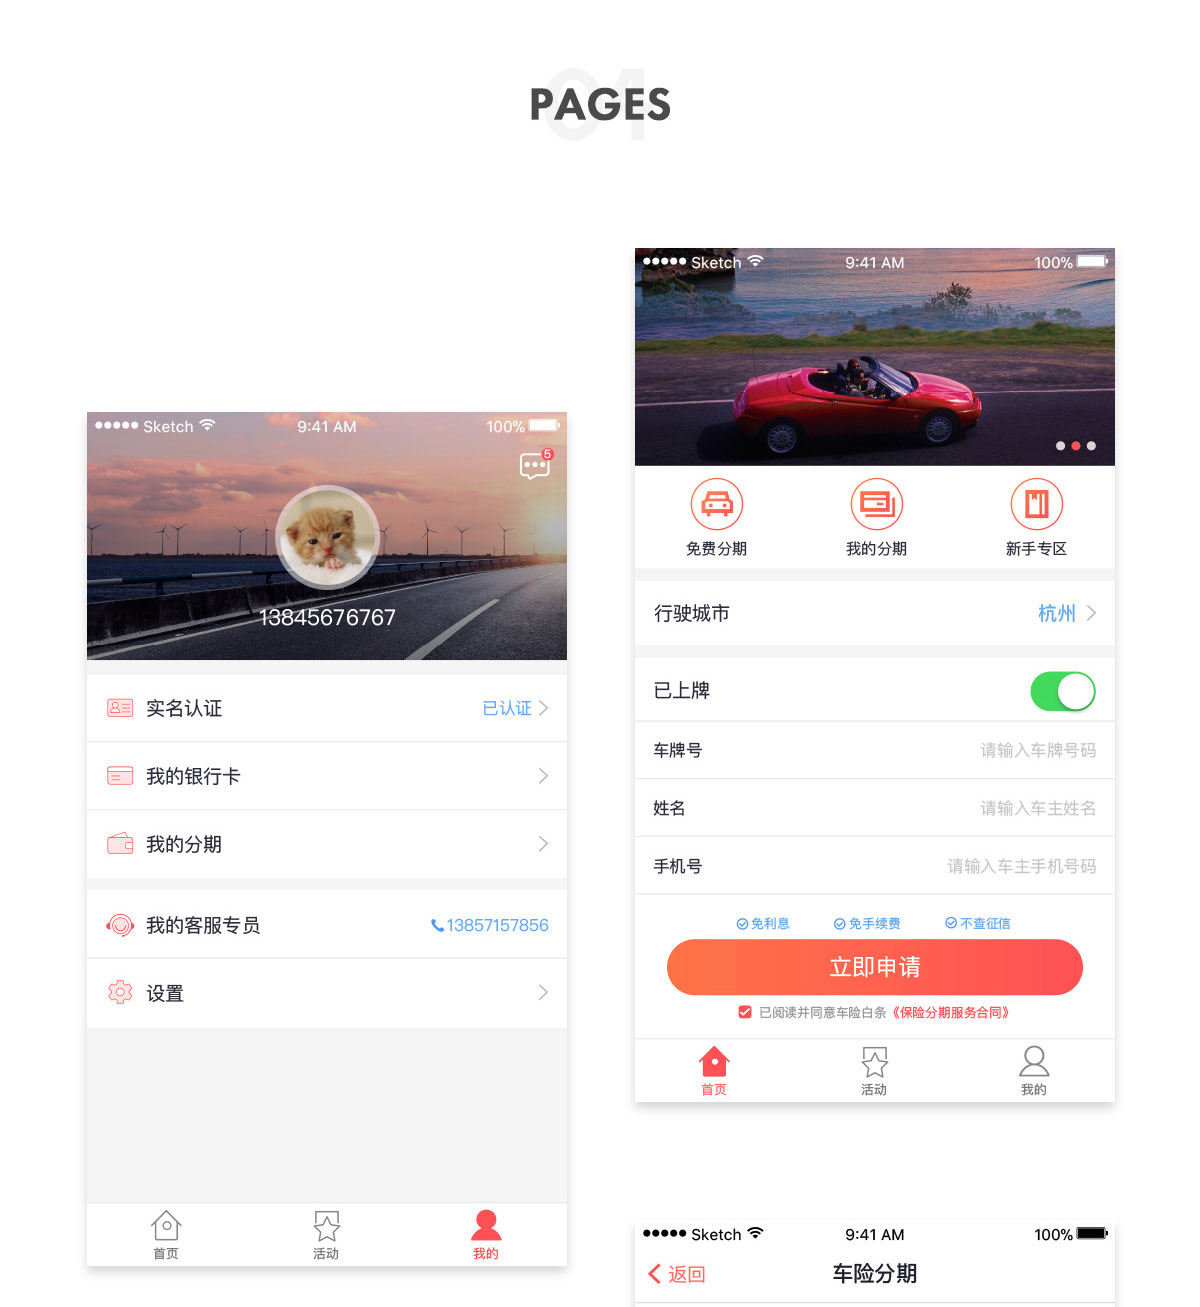 01
PAGES
Sketch 9:41 AM 100%
5
13845676767
实名认证 已认证
我的银行卡
我的分期
我的客服专员 13857157856
设置
首页 活动 我的
Sketch 9:41 AM 100%
免费分期 我的分期 新手专区
行驶城市 杭州
已上牌
车牌号 请输入车牌号码
姓名 请输入车主姓名
手机号 请输入车主手机号码
免利息 免手续费 不查征信
立即申请
已阅读并同意车险白条《保险分期服务合同》
首页 活动 我的
Sketch 9:41 AM 100%
返回 车险分期